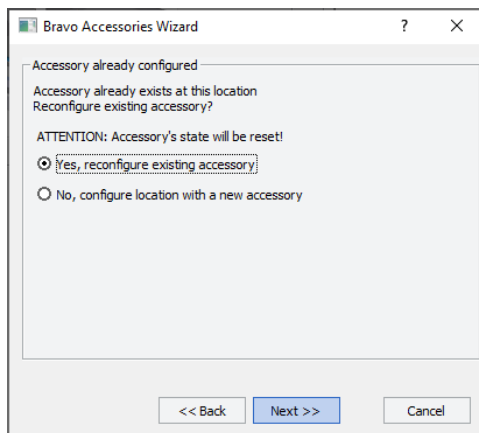 Bravo Accessories Wizard
?
Accessory already configured
Accessory already exists at this location
Reconfigure existing accessory?
ATTENTION: Accessory's state will be reset!
Yes, reconfigure existing accessory
No, configure location with a new accessory
<< Back
Next >>
Cancel